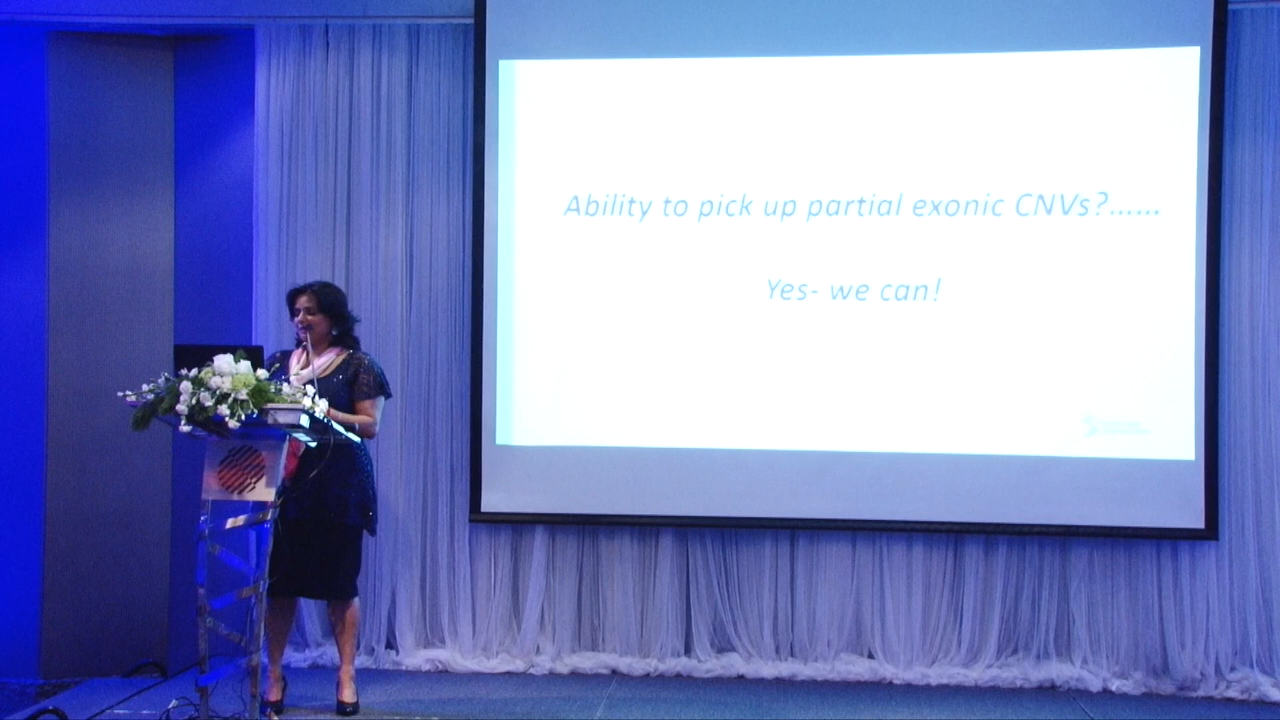 Ability to pick up partial exonic CNVs?......
Yes- we can!